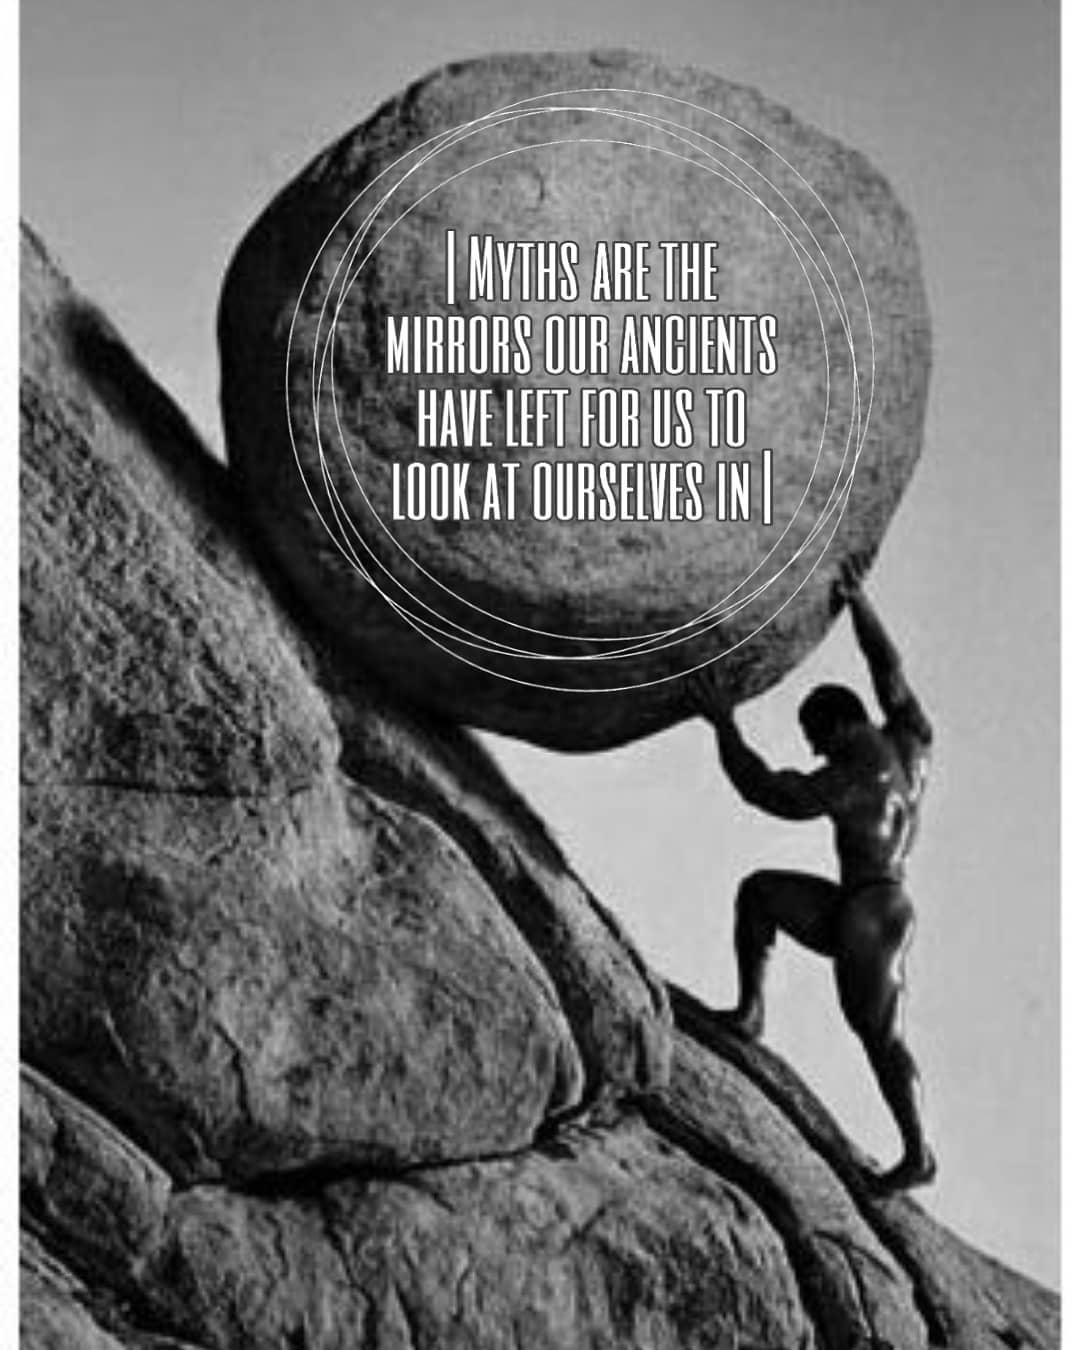 | Myths are the
mirrors our ancients
have left for us to
look at ourselves in |